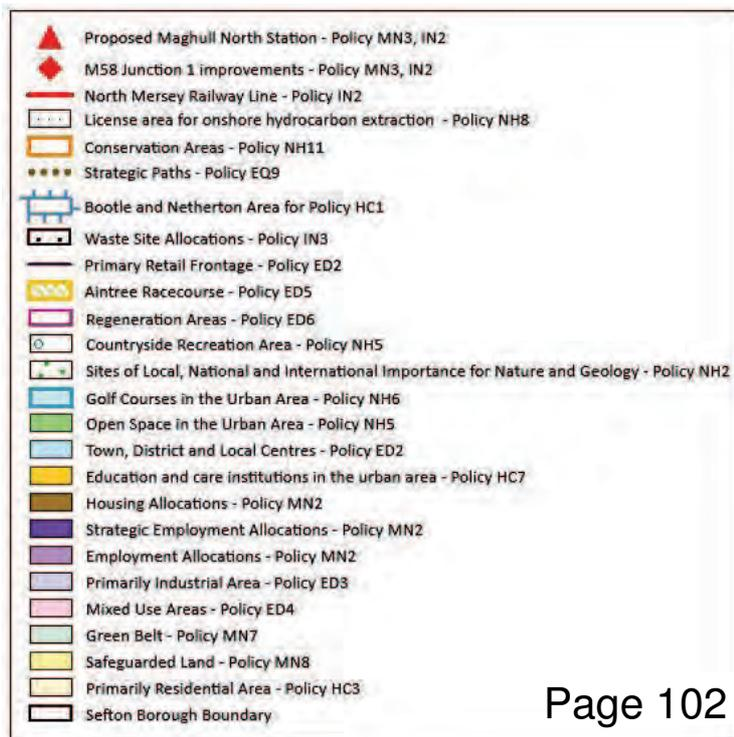 Proposed Maghull North Station - Policy MN3, IN2
M58 Junction 1 improvements - Policy MN3, IN2
North Mersey Railway Line - Policy IN2
License area for onshore hydrocarbon extraction - Policy NH8
Conservation Areas - Policy NH11
Strategic Paths - Policy EQ9
Bootle and Netherton Area for Policy HC1
Waste Site Allocations - Policy IN3
Primary Retail Frontage - Policy ED2
Aintree Racecourse - Policy ED5
Regeneration Areas - Policy ED6
Countryside Recreation Area - Policy NH5
Sites of Local, National and International Importance for Nature and Geology - Policy NH2
Golf Courses in the Urban Area - Policy NH6
Open Space in the Urban Area - Policy NH5
Town, District and Local Centres - Policy ED2
Education and care institutions in the urban area - Policy HC7
Housing Allocations - Policy MN2
Strategic Employment Allocations - Policy MN2
Employment Allocations - Policy MN2
Primarily Industrial Area - Policy ED3
Mixed Use Areas - Policy ED4
Green Belt - Policy MN7
Safeguarded Land - Policy MN8
Primarily Residential Area - Policy HC3
Sefton Borough Boundary
Page 102